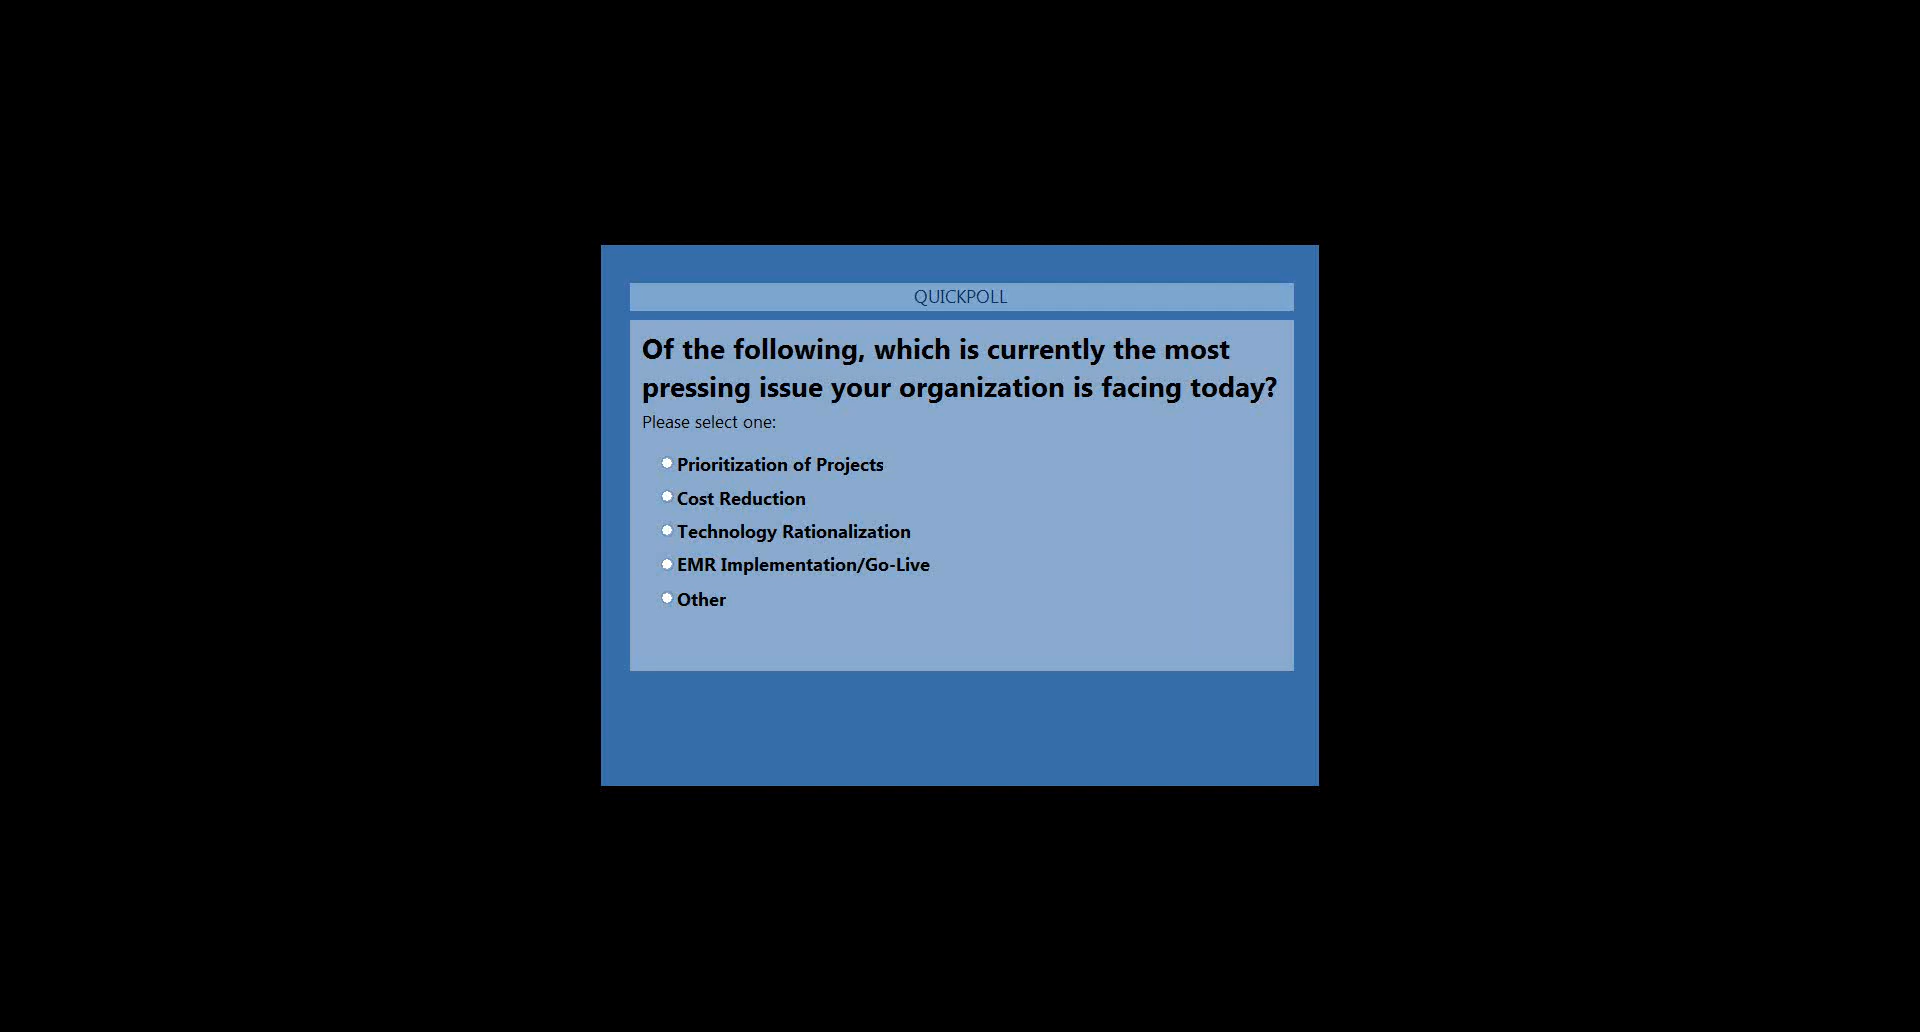 QUICKPOLL
Of the following, which is currently the most
pressing issue your organization is facing today?
Please select one:
Prioritization of Projects
Cost Reduction
Technology Rationalization
EMR Implementation/Go-Live
Other